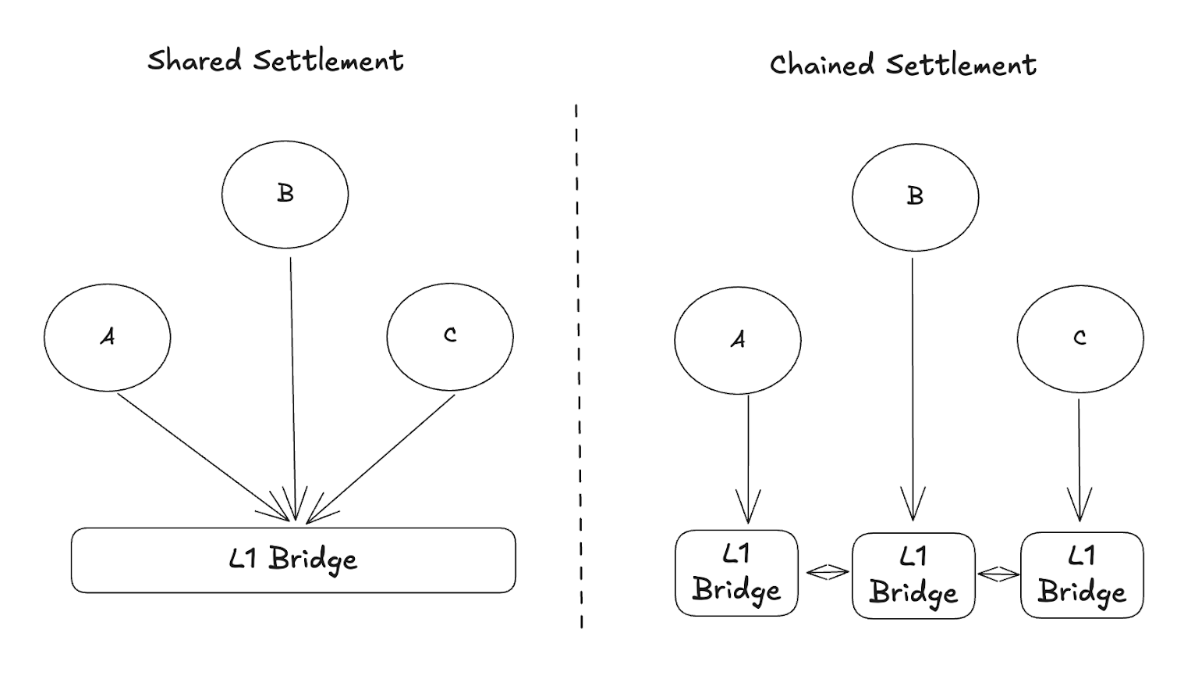 Shared Settlement
B
A
C
L1 Bridge
Chained Settlement
B
A
C
L1
Bridge
L1
Bridge
L1
Bridge